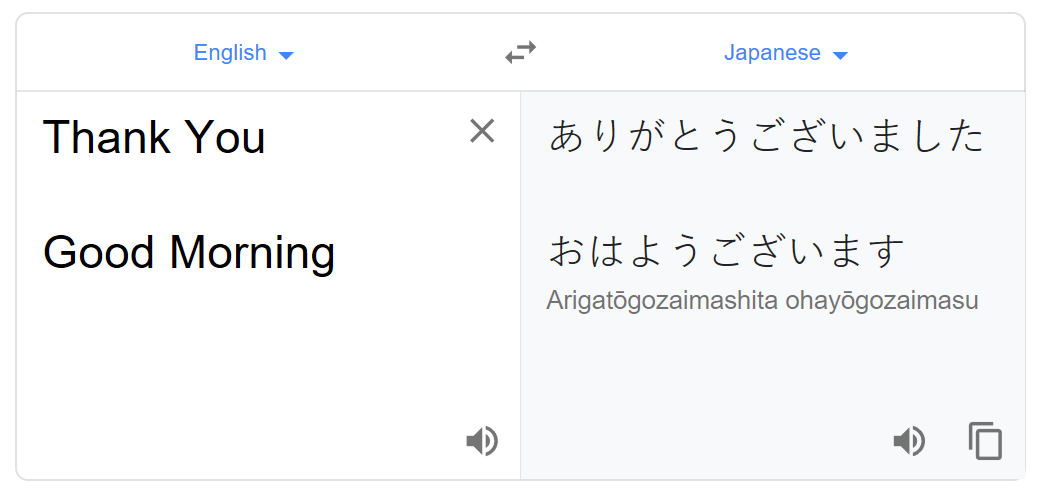 English
Japanese
Thank You
Good Morning
ありがとうございました
おはようございます
Arigatōgozaimashita ohayōgozaimasu